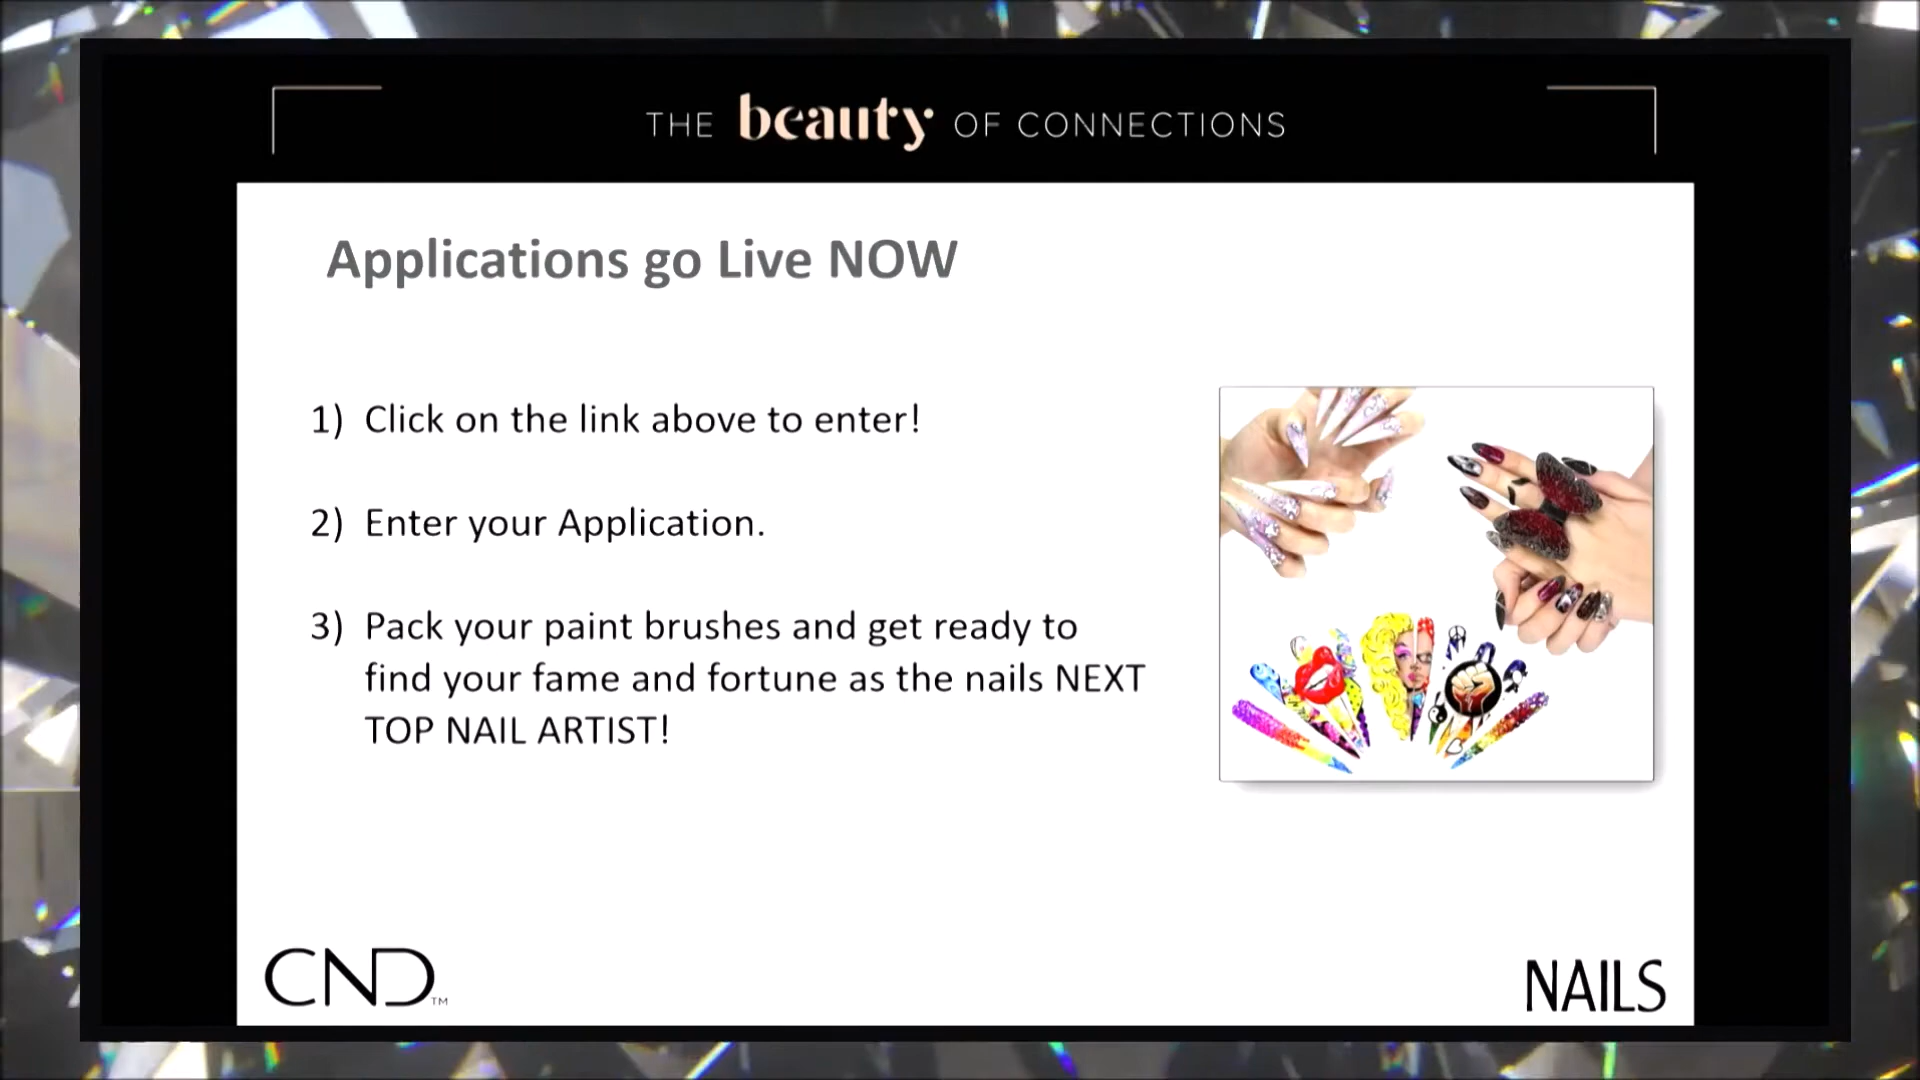 THE beauty OF CONNECTIONS
Applications go Live NOW
1) Click on the link above to enter!
2) Enter your Application.
3) Pack your paint brushes and get ready to
find your fame and fortune as the nails NEXT
TOP NAIL ARTIST!
CND™
NAILS